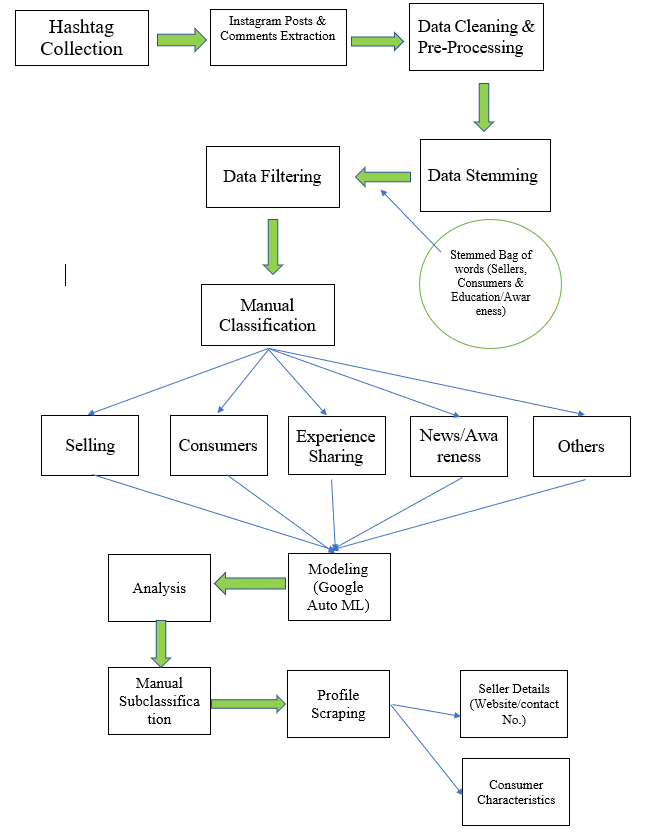 Hashtag
Collection
Instagram Posts &
Comments Extraction
Data Cleaning &
Pre-Processing
Data Filtering
Data Stemming
Stemmed Bag of
words (Sellers,
Consumers &
Education/Awar
eness)
Manual
Classification
Selling
Consumers
Experience
Sharing
News/Awa
reness
Others
Modeling
(Google
Auto ML)
Analysis
Manual
Subclassifica
tion
Profile
Scraping
Seller Details
(Website/contact
No.)
Consumer
Characteristics